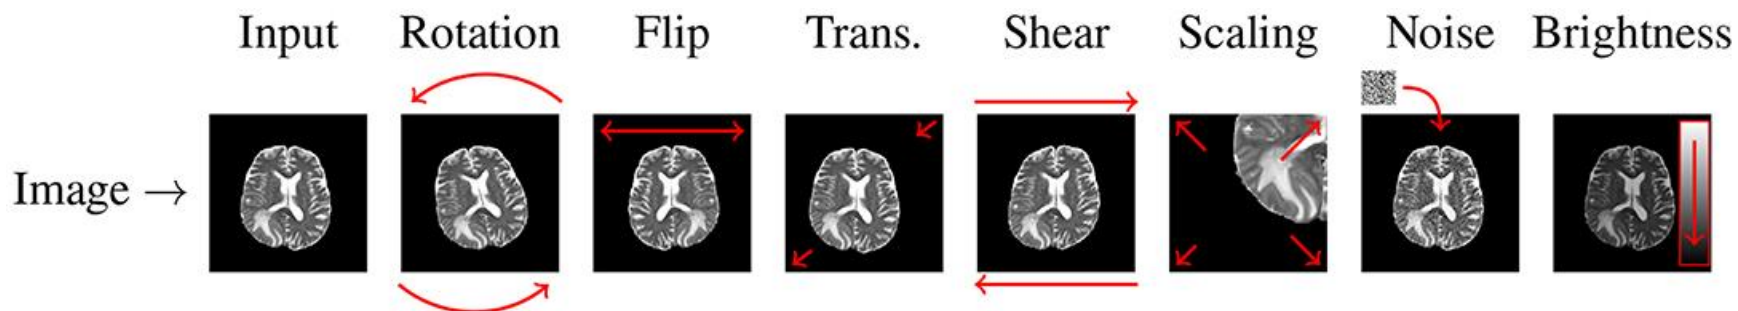 Input Rotation Flip Trans. Shear Scaling Noise Brightness
Image →